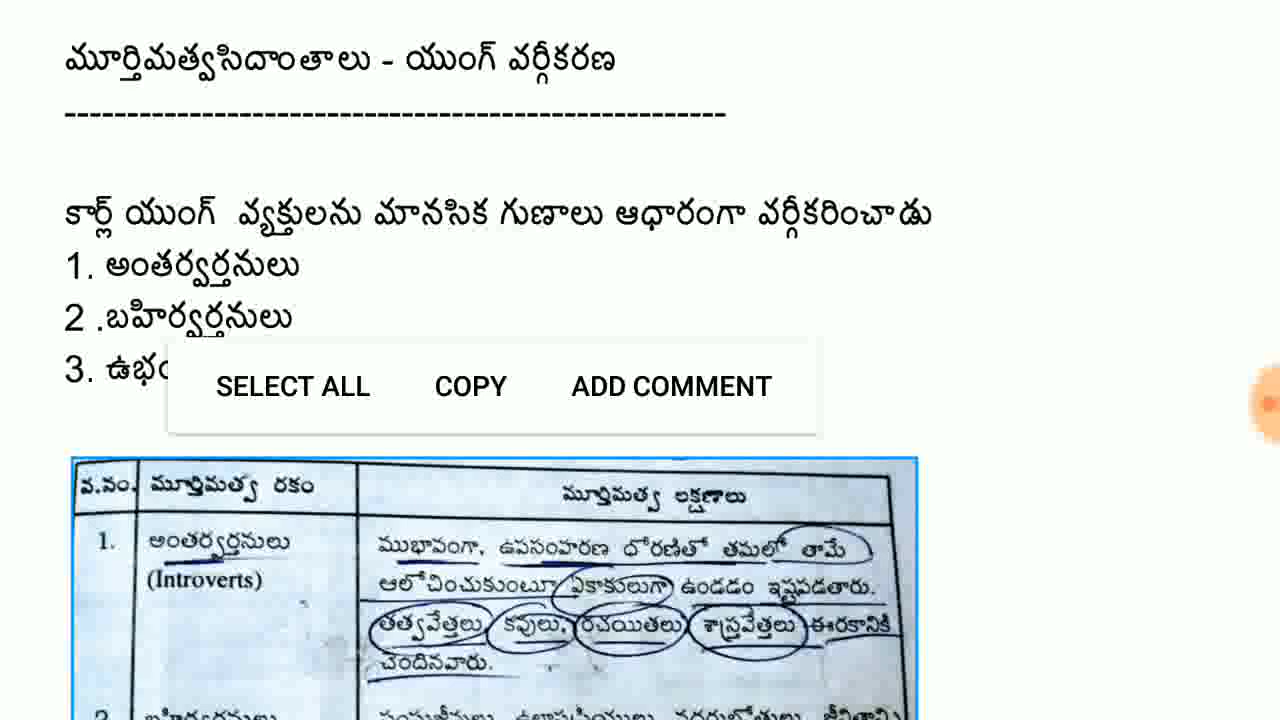 మూర్తిమత్వసిదాంతాలు - యుంగ్ వర్గీకరణ
-----------------------------------------------------
కార్ల్ యుంగ్ వ్యక్తులను మానసిక గుణాలు ఆధారంగా వర్గీకరించాడు
1. అంతర్వర్తనులు
2 .బహిర్వర్తనులు
3. ఉభ
SELECT ALL COPY ADD COMMENT
వ.నం. మూర్తిమత్వ రకం మూర్తిమత్వ లక్షణాలు
1. అంతర్వర్తనులు ముభావంగా, ఉపసంహరణ ధోరణితో తమలో తామే
(Introverts) ఆలోచించుకుంటూ ఏకాకులుగా ఉండడం ఇష్టపడతారు.
తత్వవేత్తలు కవులు, రచయితలు శాస్త్రవేత్తలు ఈరకానికి
చెందినవారు.